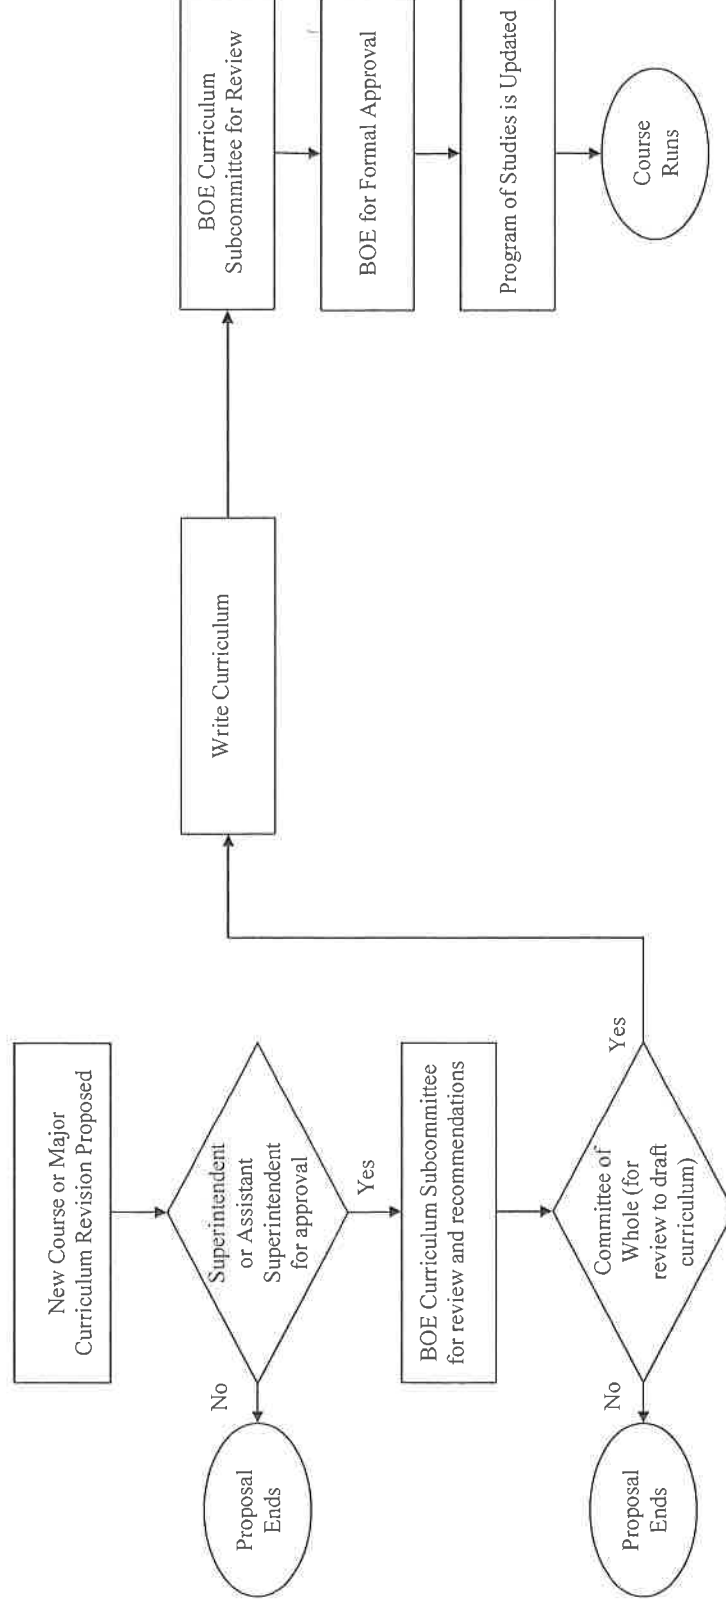 New Course or Major
Curriculum Revision Proposed
Superintendent
or Assistant
Superintendent
for approval
No
Proposal
Ends
Yes
BOE Curriculum Subcommittee
for review and recommendations
Committee of
Whole (for
review to draft
curriculum)
No
Proposal
Ends
Yes
Write Curriculum
BOE Curriculum
Subcommittee for Review
BOE for Formal Approval
Program of Studies is Updated
Course
Runs